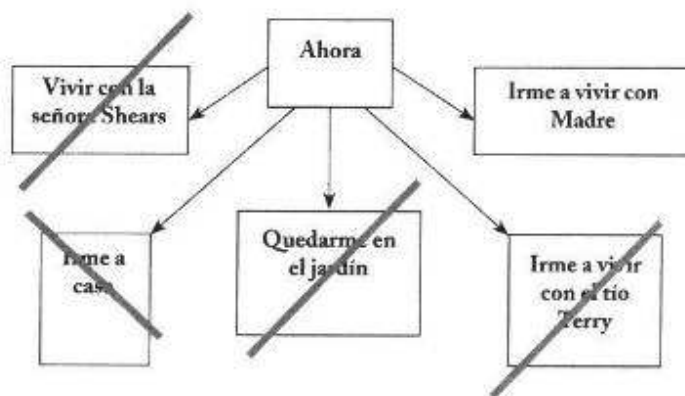 Ahora
Vivir con la
señora Shears
Irme a vivir con
Madre
Irme a
casa
Quedarme en
el jardín
Irme a vivir
con el tío
Terry